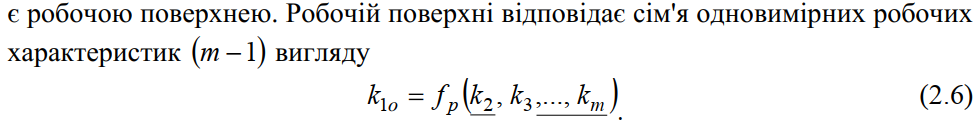 є робочою поверхнею. Робочій поверхні відповідає сім'я одновимірних робочих
характеристик (m − 1) вигляду
k₁ₒ = fₚ(k₂, k₃,..., kₘ). (2.6)